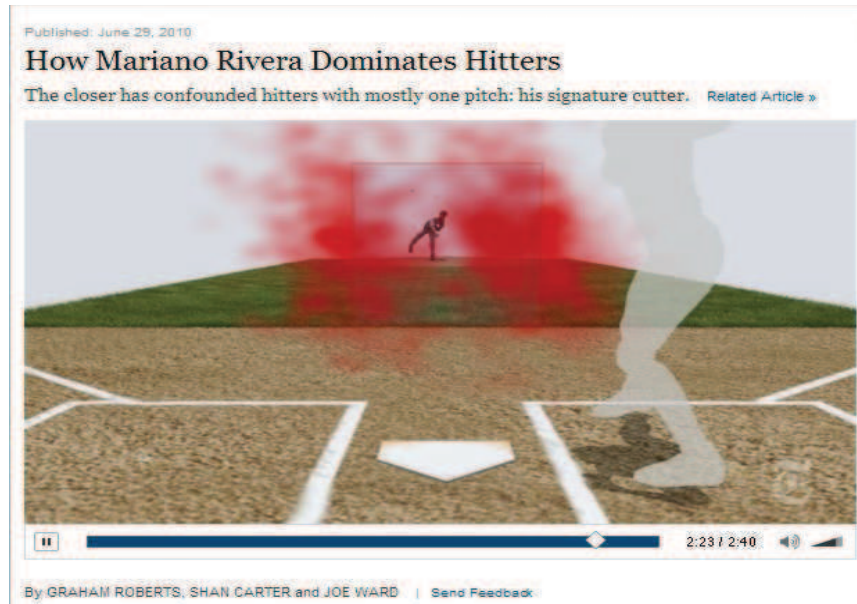 Published: June 29, 2010
How Mariano Rivera Dominates Hitters
The closer has confounded hitters with mostly one pitch: his signature cutter. Related Article »
T
2:23 / 2:40
By GRAHAM ROBERTS, SHAN CARTER and JOE WARD | Send Feedback